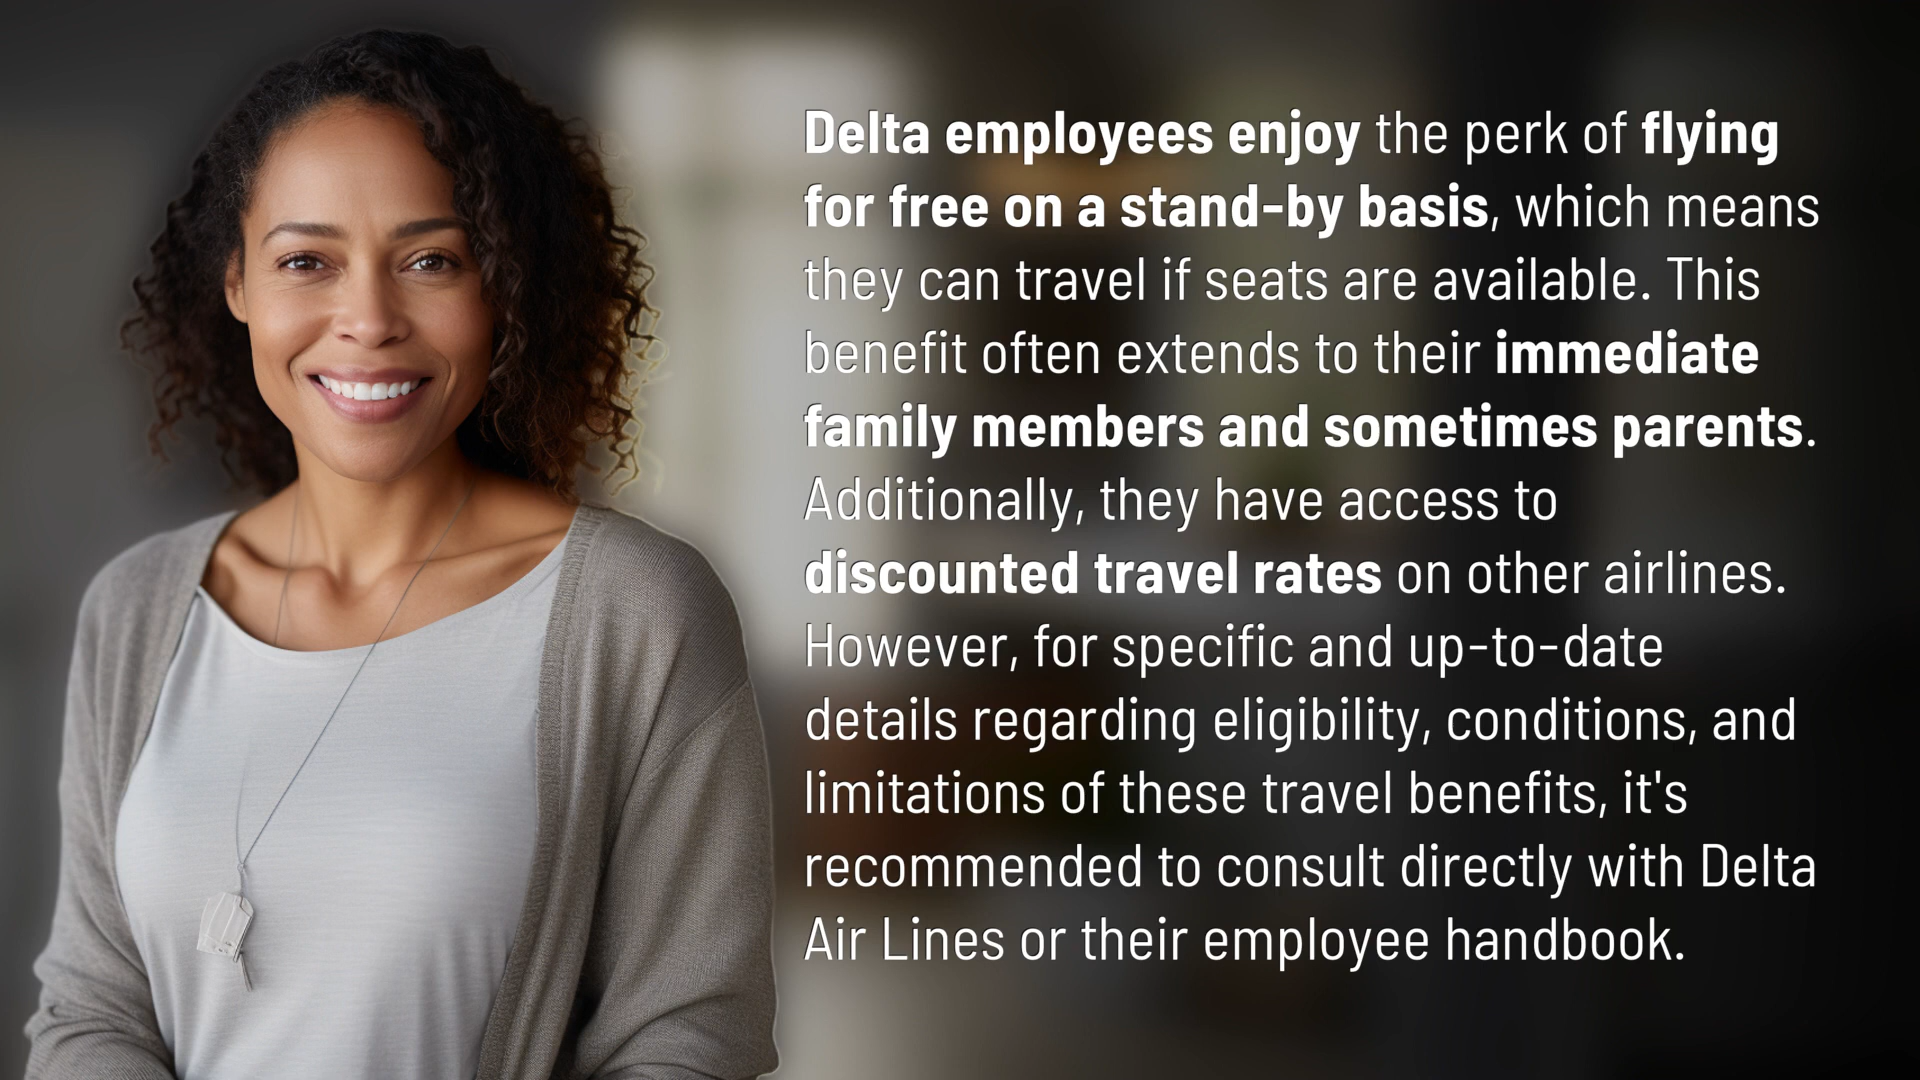 Delta employees enjoy the perk of flying
for free on a stand-by basis, which means
they can travel if seats are available. This
benefit often extends to their immediate
family members and sometimes parents.
Additionally, they have access to
discounted travel rates on other airlines.
However, for specific and up-to-date
details regarding eligibility, conditions, and
limitations of these travel benefits, it's
recommended to consult directly with Delta
Air Lines or their employee handbook.